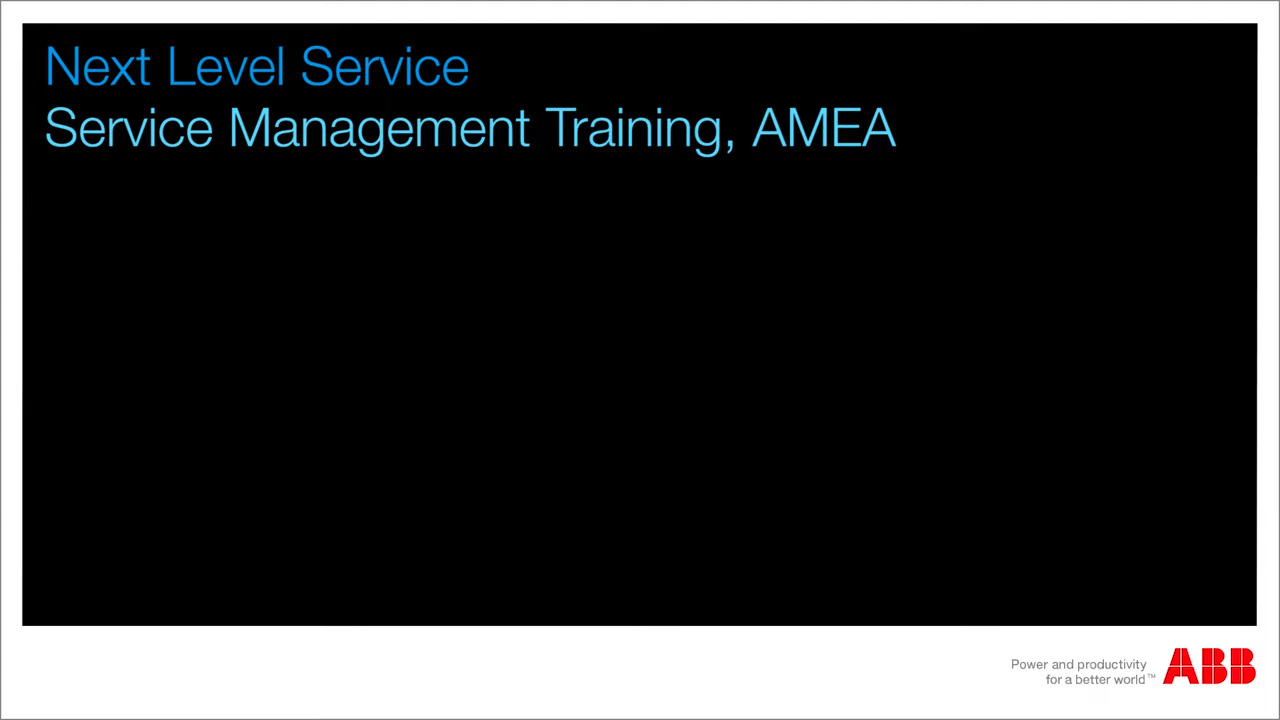 Next Level Service
Service Management Training, AMEA
Power and productivity
for a better world™
ABB